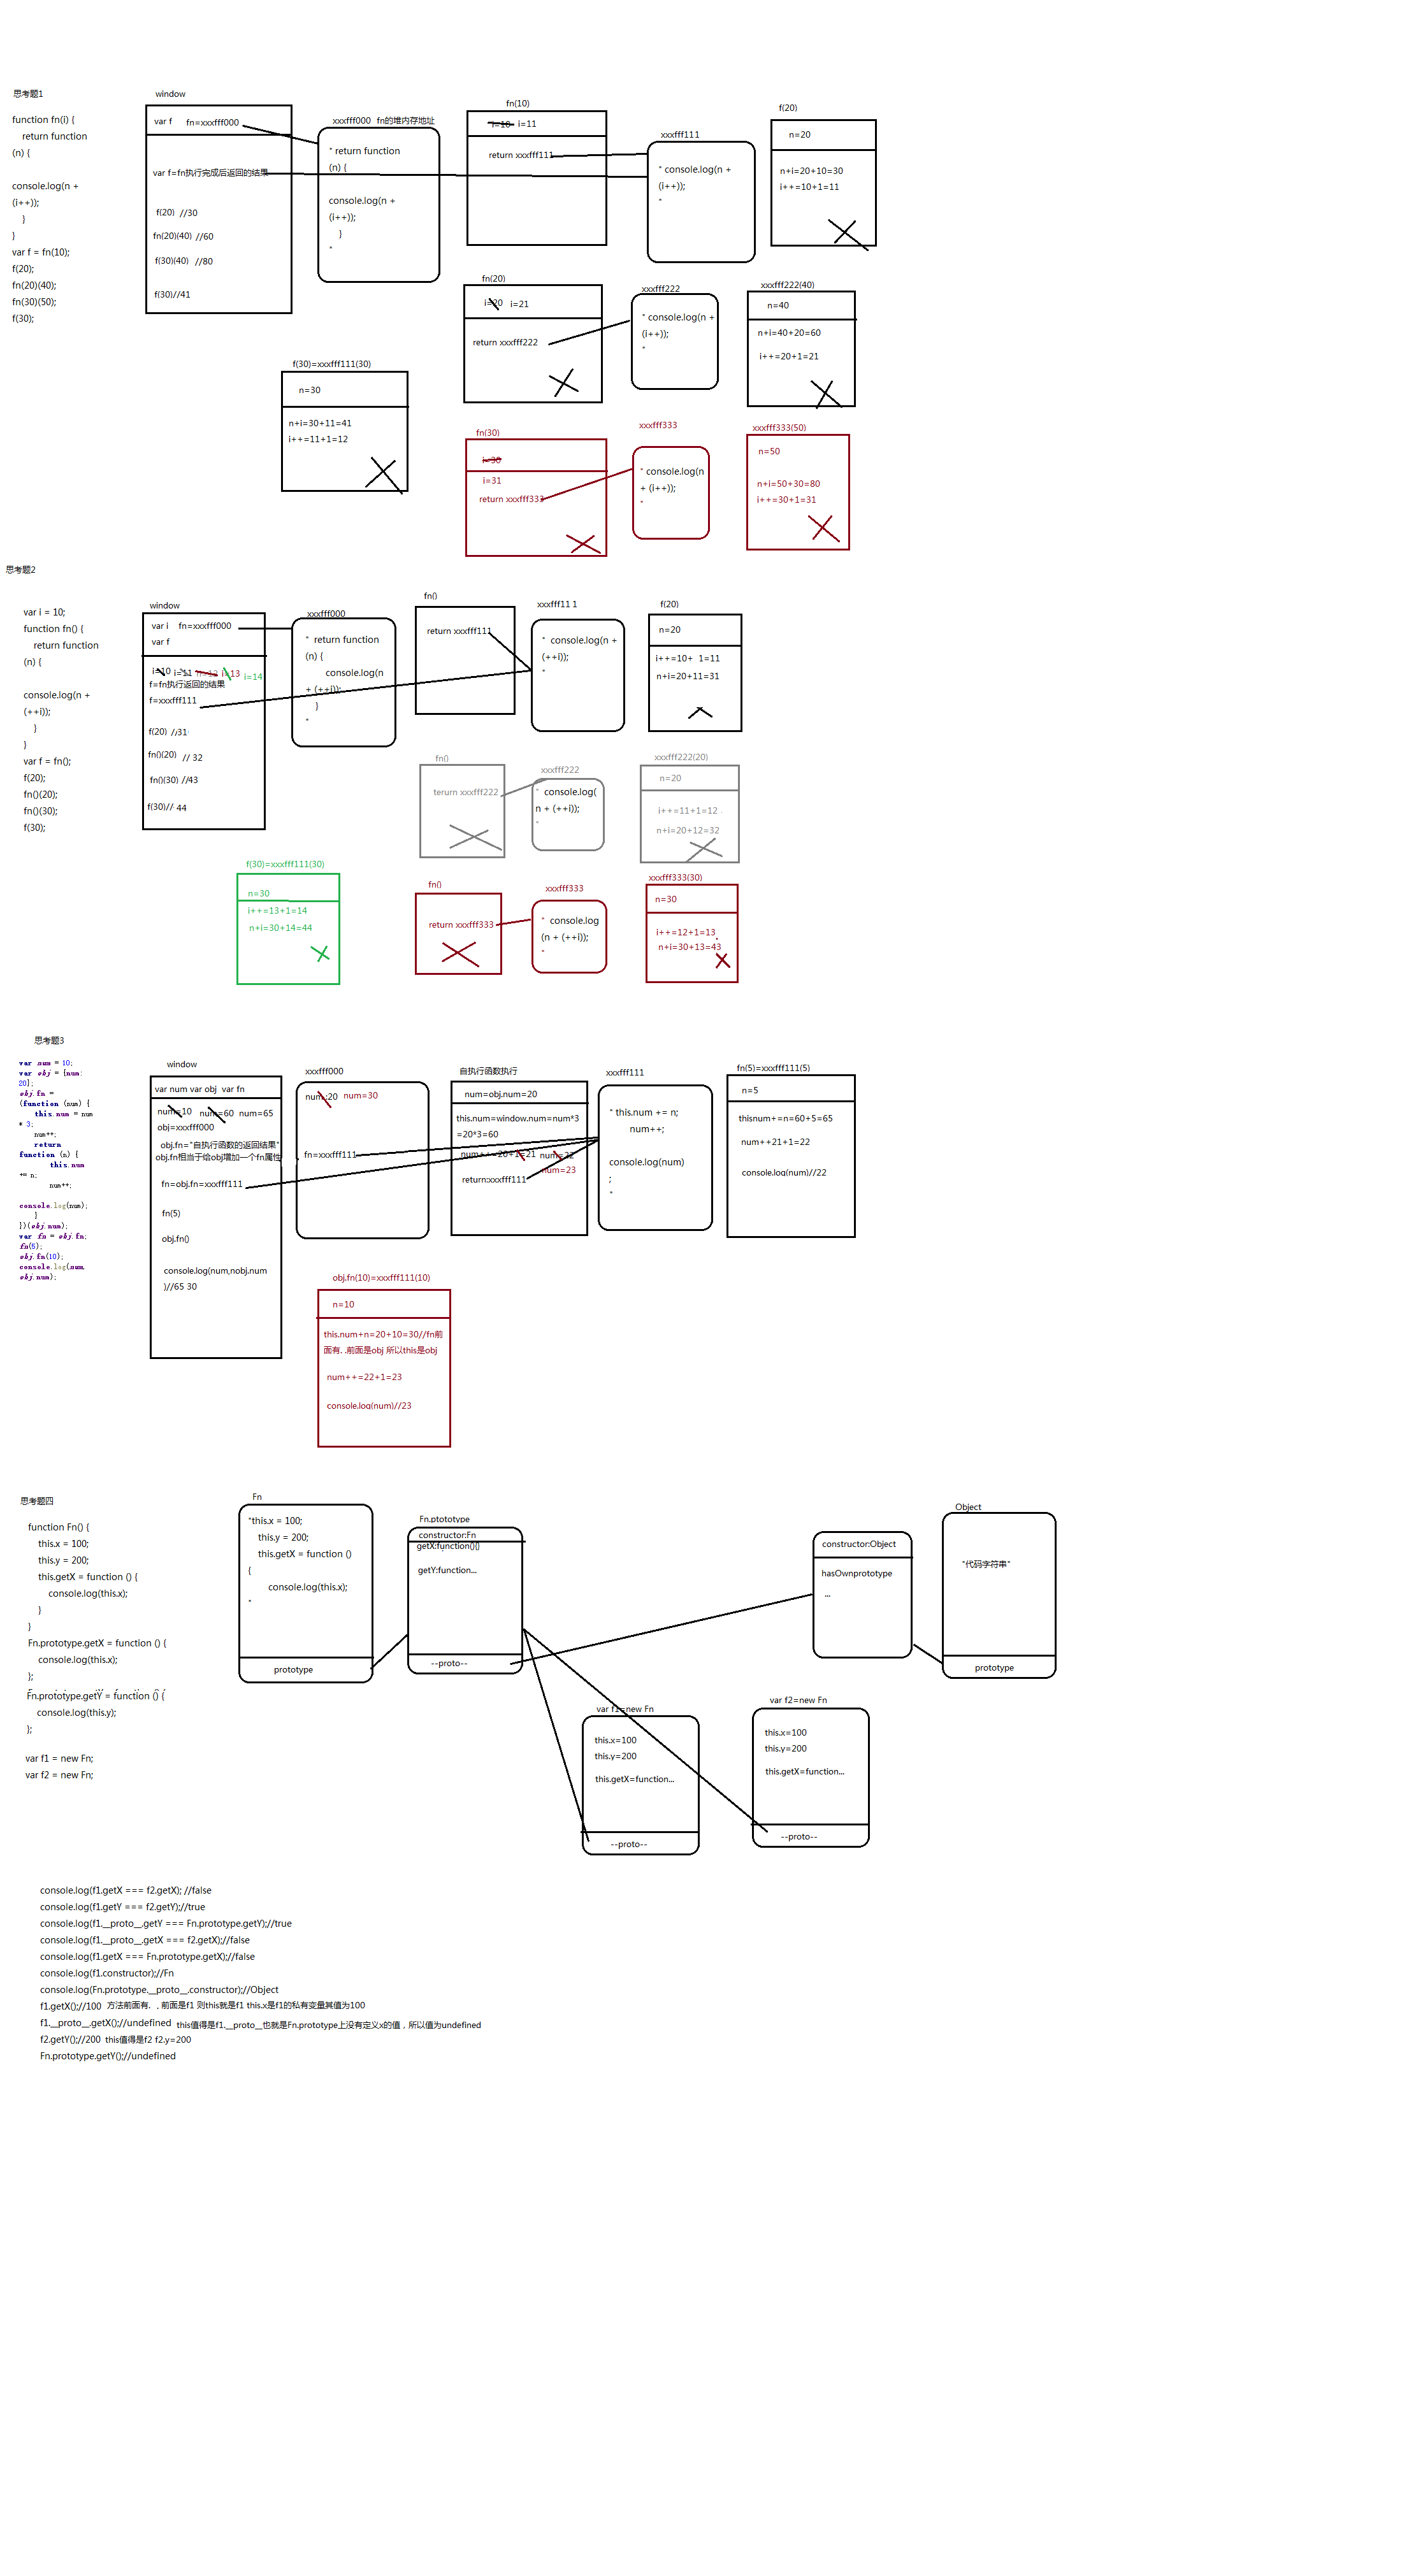 思考题1
function fn(i) {
return function
(n) {
console.log(n +
(i++));
}
}
var f = fn(10);
f(20);
fn(20)(40);
fn(30)(50);
f(30);
window
var f fn=xxxfff000
var f=fn执行完成后返回的结果
f(20) //30
fn(20)(40) //60
f(30)(40) //80
f(30)//41
xxxfff000 fn的堆内存地址
" return function
(n) {
console.log(n +
(i++));
}
"
fn(10)
i=10 i=11
return xxxfff111
xxxfff111
" console.log(n +
(i++));
"
f(20)
n=20
n+i=20+10=30
i++=10+1=11
fn(20)
i=20 i=21
return xxxfff222
xxxfff222
" console.log(n +
(i++));
"
xxxfff222(40)
n=40
n+i=40+20=60
i++=20+1=21
f(30)=xxxfff111(30)
n=30
n+i=30+11=41
i++=11+1=12
fn(30)
i=30
i=31
return xxxfff333
xxxfff333
" console.log(n
+ (i++));
"
xxxfff333(50)
n=50
n+i=50+30=80
i++=30+1=31
思考题2
var i = 10;
function fn() {
return function
(n) {
console.log(n +
(++i));
}
}
var f = fn();
f(20);
fn()(20);
fn()(30);
f(30);
window
var i fn=xxxfff000
var f
i=10 i=11 i=13 i=14
f=fn执行返回的结果
f=xxxfff111
f(20) //31
fn()(20) // 32
fn()(30) //43
f(30)// 44
xxxfff000
" return function
(n) {
console.log(n
+ (++i));
}
"
fn()
return xxxfff111
xxxfff11 1
" console.log(n +
(++i));
"
f(20)
n=20
i++=10+ 1=11
n+i=20+11=31
fn()
terurn xxxfff222
xxxfff222
" console.log(
n + (++i));
"
xxxfff222(20)
n=20
i++=11+1=12
n+i=20+12=32
f(30)=xxxfff111(30)
n=30
i++=13+1=14
n+i=30+14=44
fn()
return xxxfff333
xxxfff333
" console.log
(n + (++i));
"
xxxfff333(30)
n=30
i++=12+1=13
n+i=30+13=43
思考题3
var num = 10;
var obj = {num:
20};
obj.fn =
(function (num) {
this.num = num
* 3;
num++;
return
function (n) {
this.num
+= n;
num++;
console.log(num);
}
})(obj.num);
var fn = obj.fn;
fn(5);
obj.fn(10);
console.log(num,
obj.num);
window
var num var obj var fn
num=10 num=60 num=65
obj=xxxfff000
obj.fn="自执行函数的返回结果"
obj.fn相当于给obj增加一个fn属性
fn=obj.fn=xxxfff111
fn(5)
obj.fn()
console.log(num,nobj.num
)//65 30
xxxfff000
num:20 num=30
fn=xxxfff111
自执行函数执行
num=obj.num=20
this.num=window.num=num*3
=20*3=60
num++=20+1=21 num=22
num=23
return:xxxfff111
xxxfff111
" this.num += n;
num++;
console.log(num)
;
"
fn(5)=xxxfff111(5)
n=5
thisnum+=n=60+5=65
num++21+1=22
console.log(num)//22
obj.fn(10)=xxxfff111(10)
n=10
this.num+n=20+10=30//fn前
面有. .前面是obj 所以this是obj
num++=22+1=23
console.log(num)//23
思考题四
function Fn() {
this.x = 100;
this.y = 200;
this.getX = function () {
console.log(this.x);
}
}
Fn.prototype.getX = function () {
console.log(this.x);
};
Fn.prototype.getY = function () {
console.log(this.y);
};
var f1 = new Fn;
var f2 = new Fn;
Fn
"this.x = 100;
this.y = 200;
this.getX = function ()
{
console.log(this.x);
"
prototype
Fn.ptototype
constructor:Fn
getX:function(){}
getY:function...
--proto--
constructor:Object
hasOwnprototype
...
Object
"代码字符串"
prototype
var f1=new Fn
this.x=100
this.y=200
this.getX=function...
--proto--
var f2=new Fn
this.x=100
this.y=200
this.getX=function...
--proto--
console.log(f1.getX === f2.getX); //false
console.log(f1.getY === f2.getY);//true
console.log(f1.__proto__.getY === Fn.prototype.getY);//true
console.log(f1.__proto__.getX === f2.getX);//false
console.log(f1.getX === Fn.prototype.getX);//false
console.log(f1.constructor);//Fn
console.log(Fn.prototype.__proto__.constructor);//Object
f1.getX();//100 方法前面有. . 前面是f1 则this就是f1 this.x是f1的私有变量其值为100
f1.__proto__.getX();//undefined this值得是f1.__proto__也就是Fn.prototype上没有定义x的值，所以值为undefined
f2.getY();//200 this值得是f2 f2.y=200
Fn.prototype.getY();//undefined